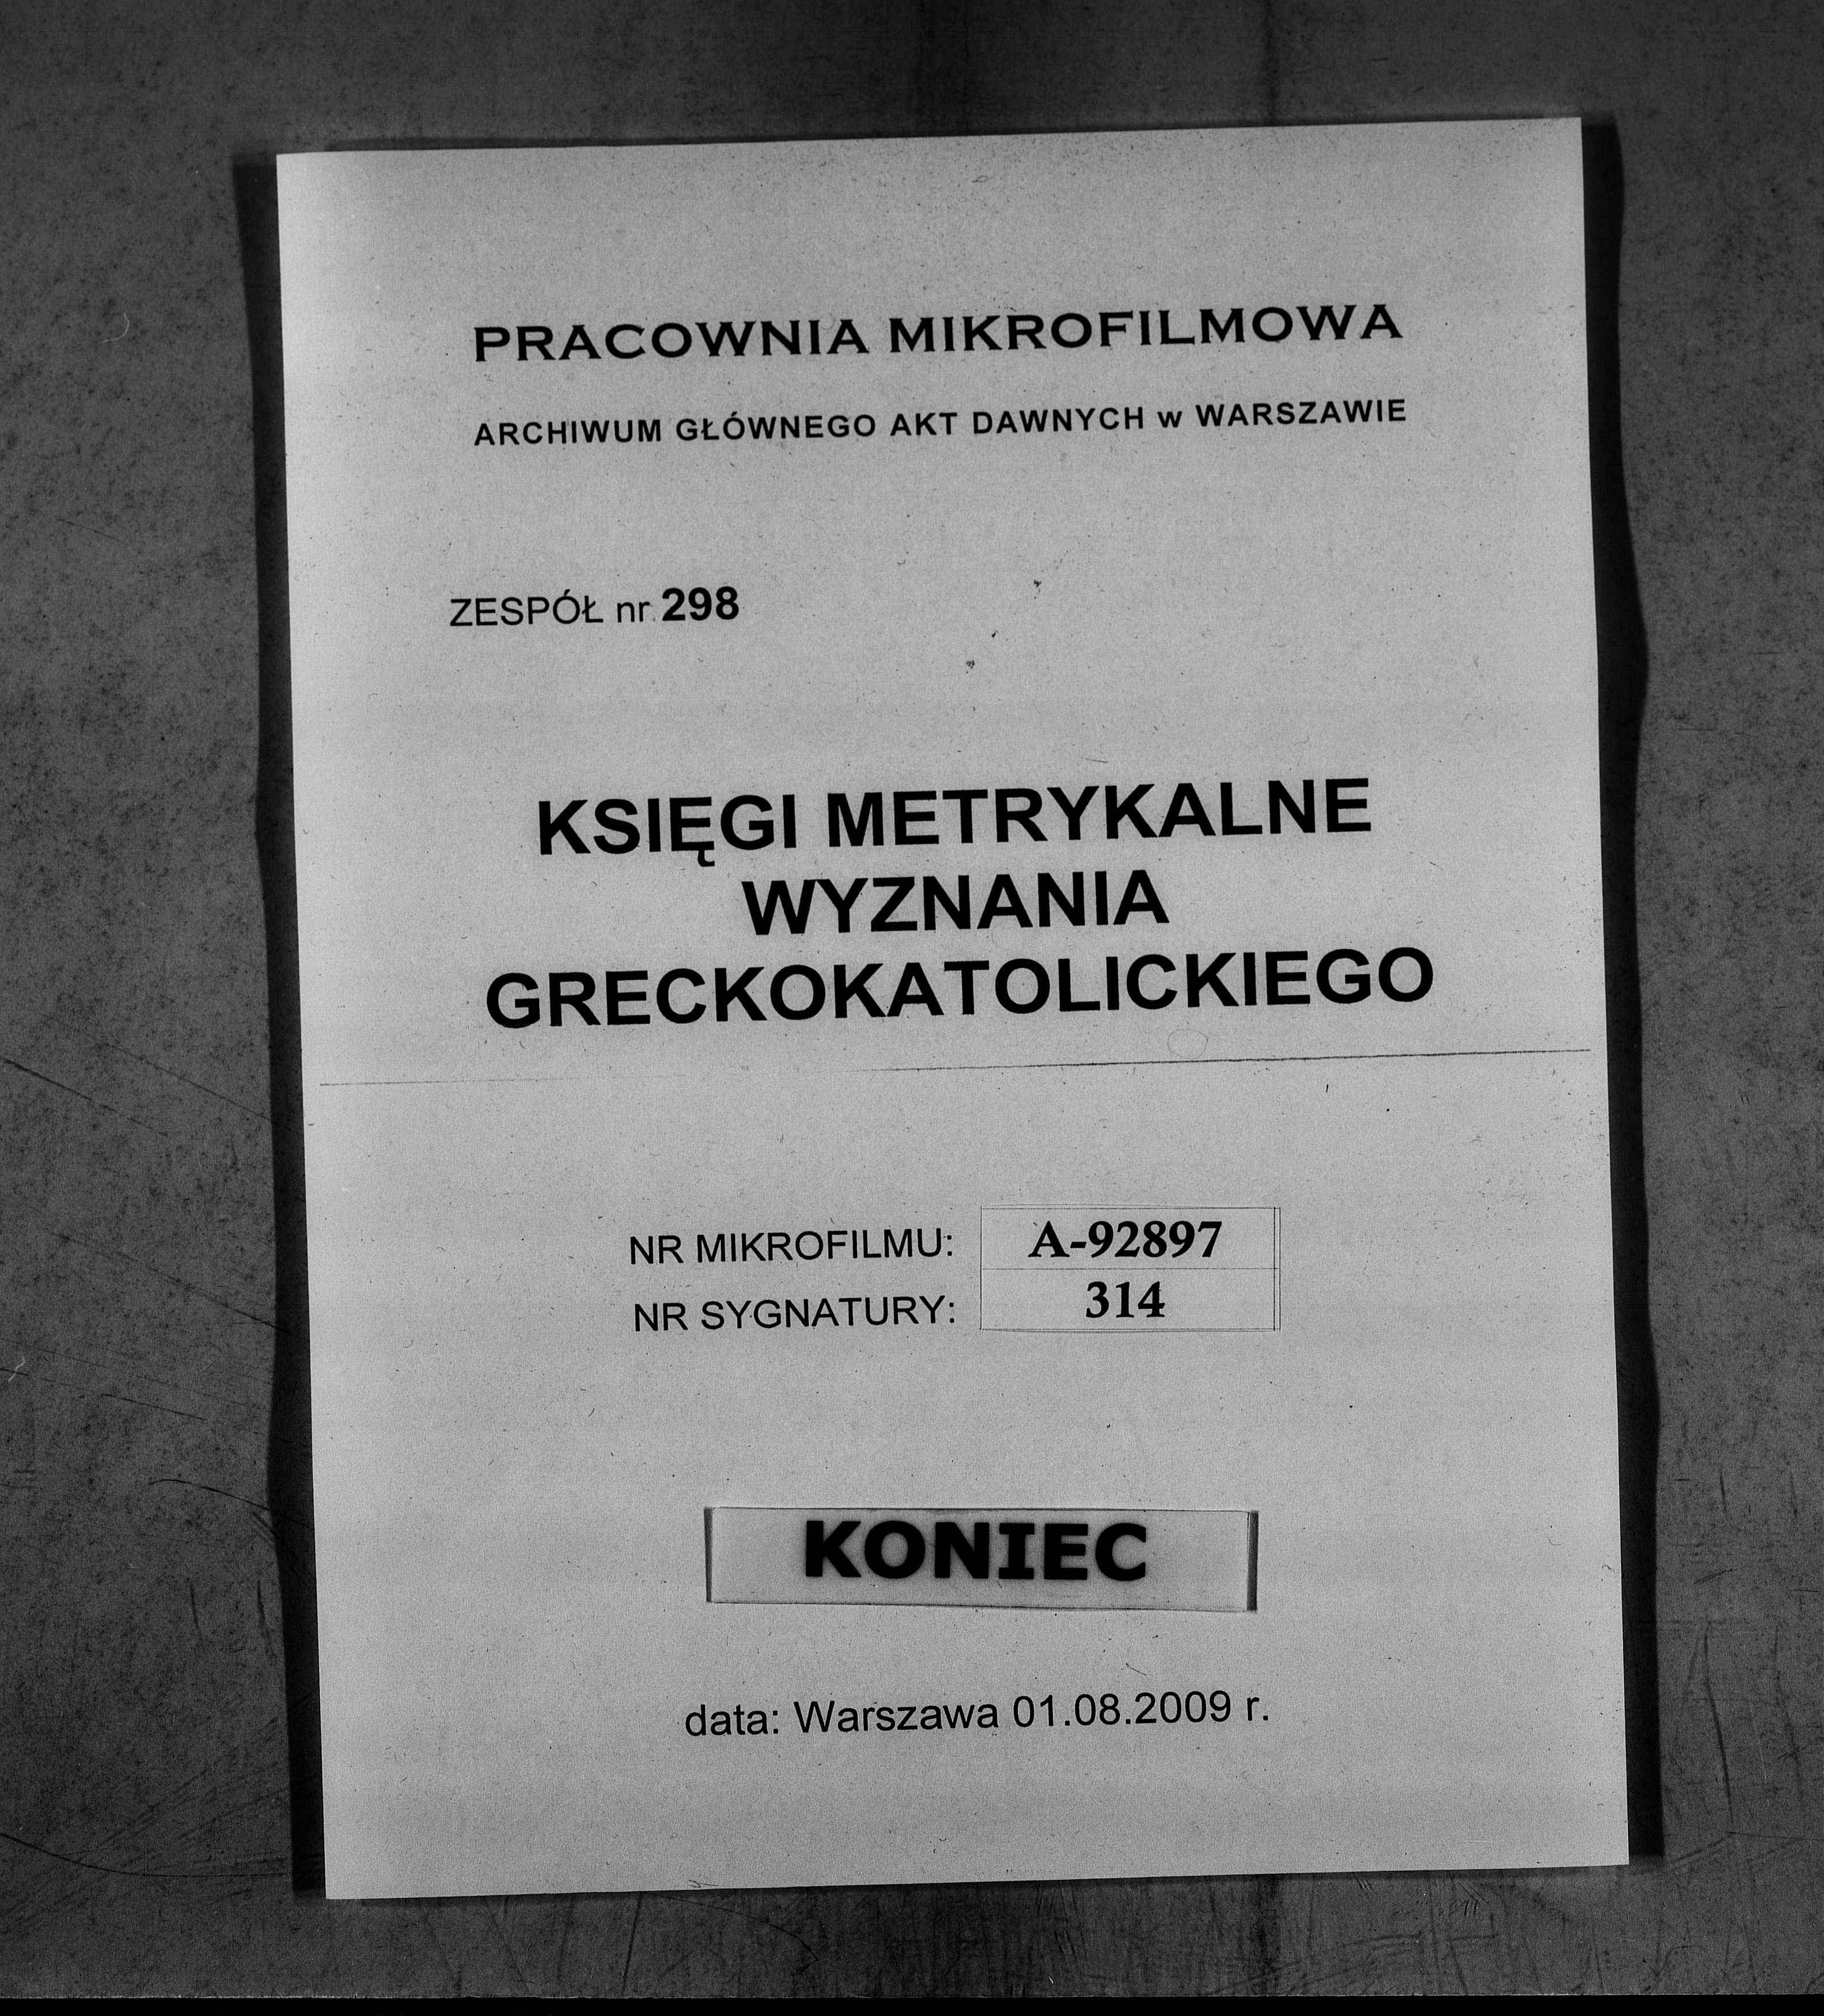 PRACOWNIA MIKROFILMOWA
ARCHIWUM GŁÓWNEGO AKT DAWNYCH w WARSZAWIE
ZESPÓŁ nr 298
KSIĘGI METRYKALNE
WYZNANIA
GRECKOKATOLICKIEGO
NR MIKROFILMU: A-92897
NR SYGNATURY: 314
KONIEC
data: Warszawa 01.08.2009 r.